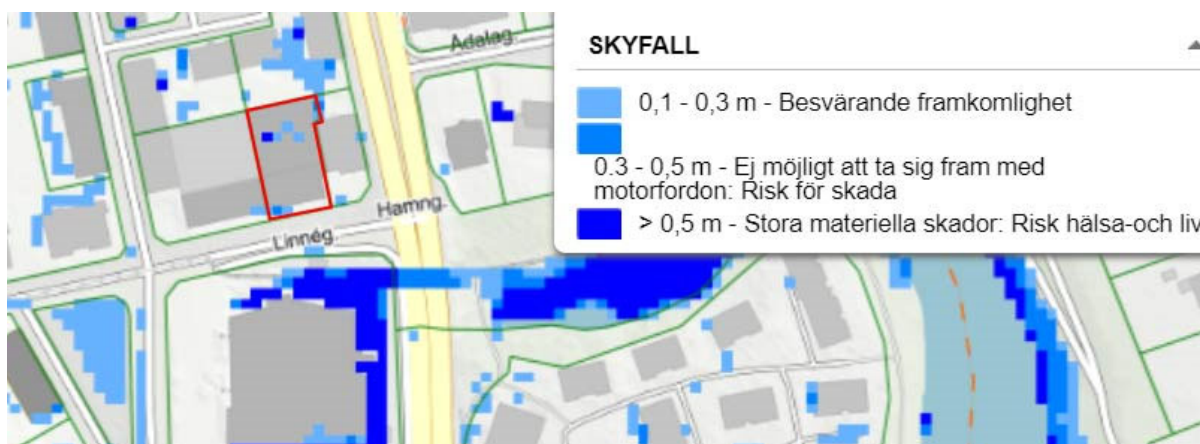 Ådalag.
SKYFALL
0,1 - 0,3 m - Besvärande framkomlighet
0.3 - 0,5 m - Ej möjligt att ta sig fram med
motorfordon: Risk för skada
> 0,5 m - Stora materiella skador: Risk hälsa-och liv
Hamng.
Linnég.